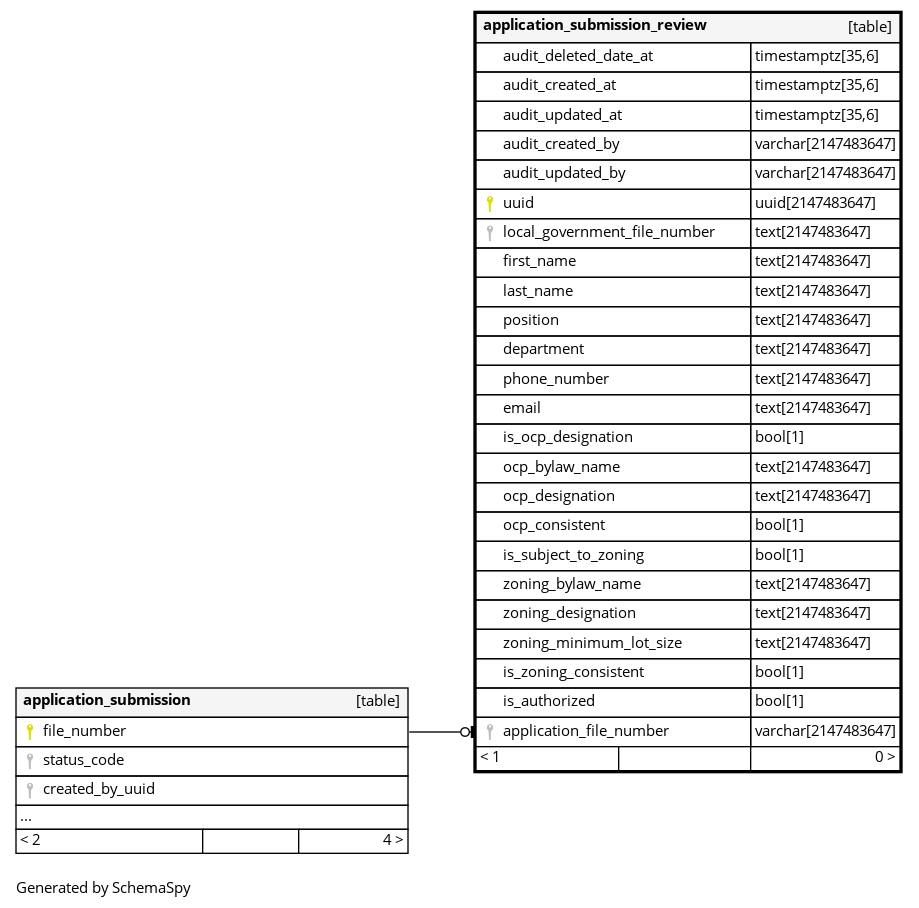 application_submission_review [table]
audit_deleted_date_at timestamptz[35,6]
audit_created_at timestamptz[35,6]
audit_updated_at timestamptz[35,6]
audit_created_by varchar[2147483647]
audit_updated_by varchar[2147483647]
uuid uuid[2147483647]
local_government_file_number text[2147483647]
first_name text[2147483647]
last_name text[2147483647]
position text[2147483647]
department text[2147483647]
phone_number text[2147483647]
email text[2147483647]
is_ocp_designation bool[1]
ocp_bylaw_name text[2147483647]
ocp_designation text[2147483647]
ocp_consistent bool[1]
is_subject_to_zoning bool[1]
zoning_bylaw_name text[2147483647]
zoning_designation text[2147483647]
zoning_minimum_lot_size text[2147483647]
is_zoning_consistent bool[1]
is_authorized bool[1]
application_file_number varchar[2147483647]
< 1 0 >
application_submission [table]
file_number
status_code
created_by_uuid
...
< 2 4 >
Generated by SchemaSpy